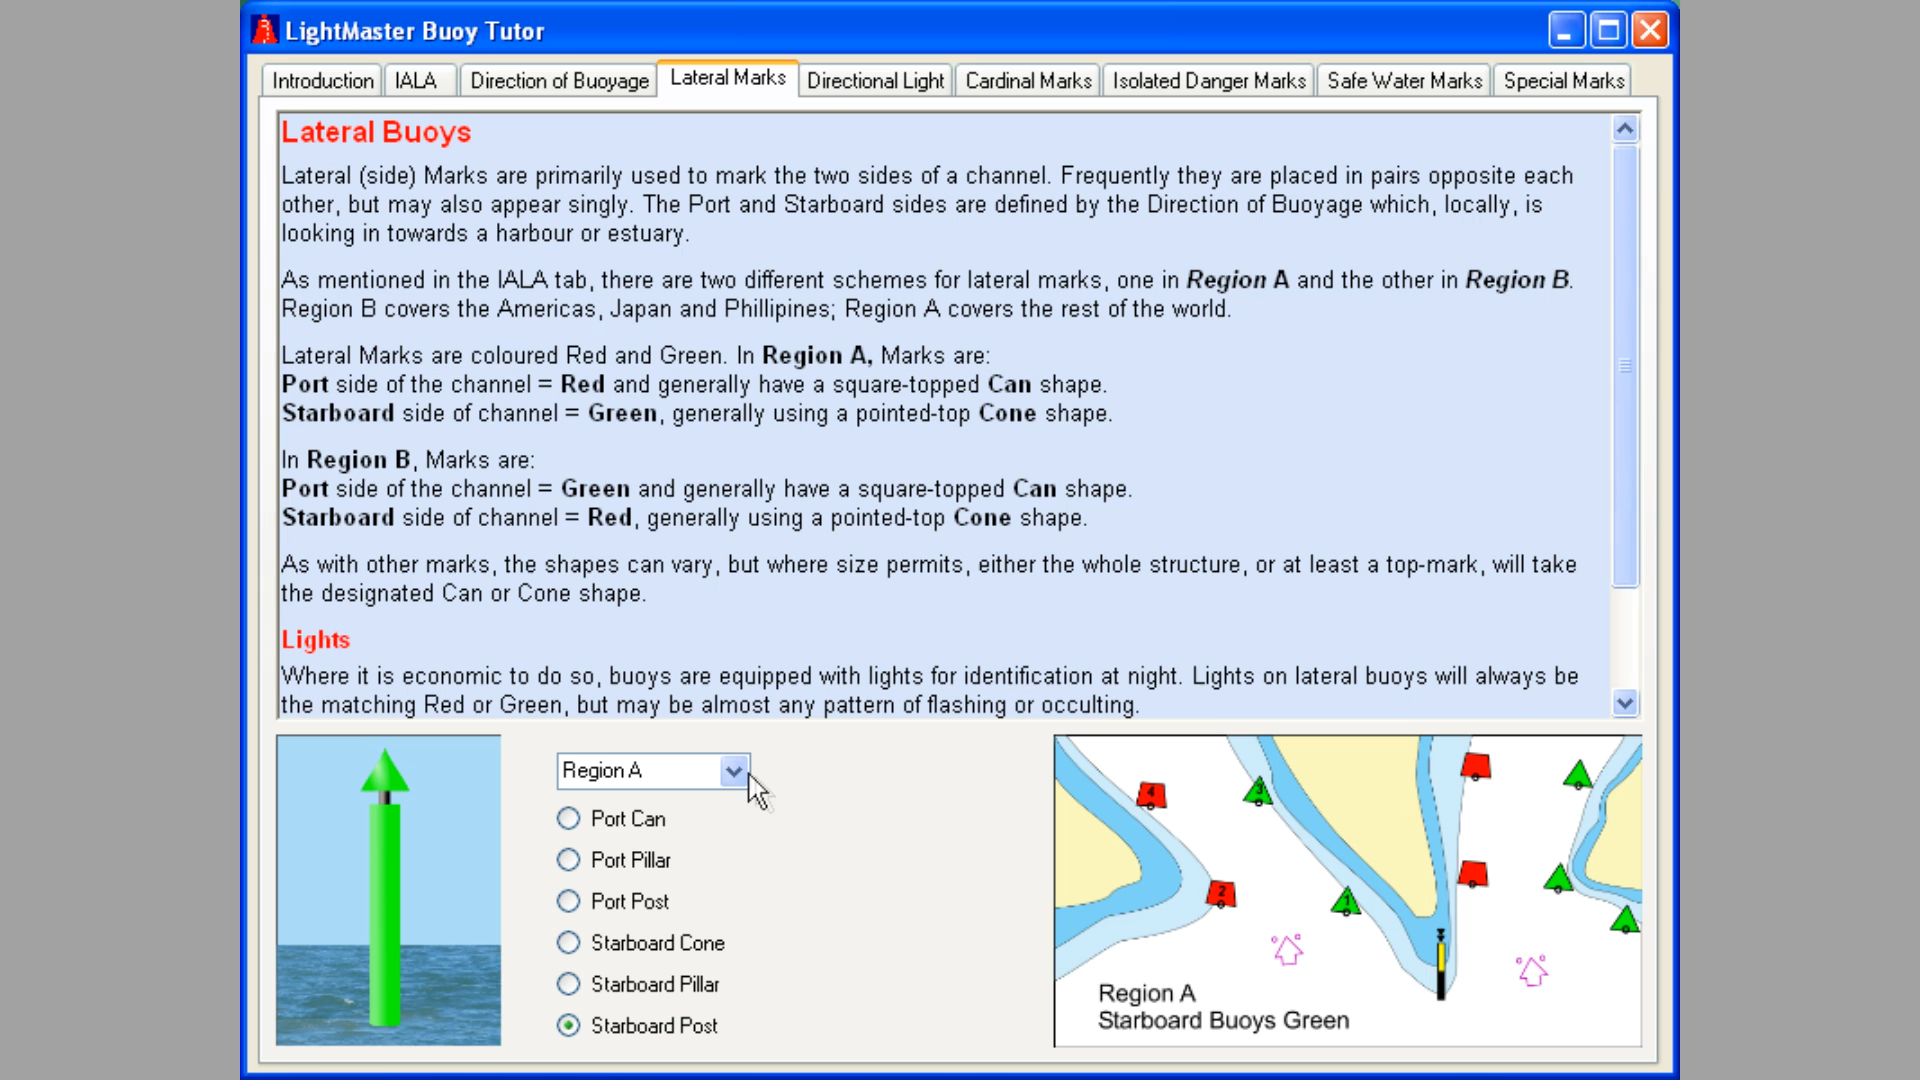 LightMaster Buoy Tutor
Introduction IALA Direction of Buoyage Lateral Marks Directional Light Cardinal Marks Isolated Danger Marks Safe Water Marks Special Marks
Lateral Buoys
Lateral (side) Marks are primarily used to mark the two sides of a channel. Frequently they are placed in pairs opposite each
other, but may also appear singly. The Port and Starboard sides are defined by the Direction of Buoyage which, locally, is
looking in towards a harbour or estuary.
As mentioned in the IALA tab, there are two different schemes for lateral marks, one in Region A and the other in Region B.
Region B covers the Americas, Japan and Phillipines; Region A covers the rest of the world.
Lateral Marks are coloured Red and Green. In Region A, Marks are:
Port side of the channel = Red and generally have a square-topped Can shape.
Starboard side of channel = Green, generally using a pointed-top Cone shape.
In Region B, Marks are:
Port side of the channel = Green and generally have a square-topped Can shape.
Starboard side of channel = Red, generally using a pointed-top Cone shape.
As with other marks, the shapes can vary, but where size permits, either the whole structure, or at least a top-mark, will take
the designated Can or Cone shape.
Lights
Where it is economic to do so, buoys are equipped with lights for identification at night. Lights on lateral buoys will always be
the matching Red or Green, but may be almost any pattern of flashing or occulting.
Region A
Port Can
Port Pillar
Port Post
Starboard Cone
Starboard Pillar
Starboard Post
4
3
2
1
Region A
Starboard Buoys Green